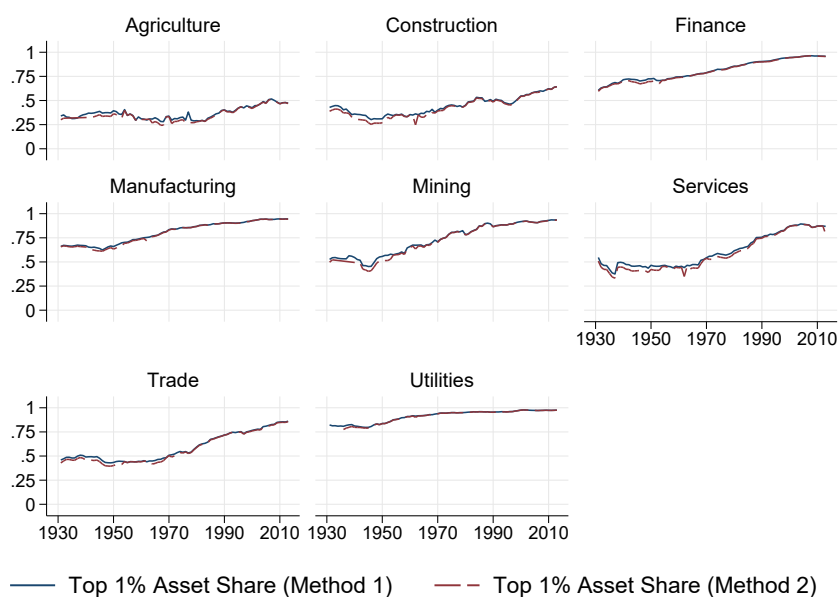 Agriculture Construction Finance
1
.75
.5
.25
0
Manufacturing Mining Services
1
.75
.5
.25
0
1930 1950 1970 1990 2010
Trade Utilities
1
.75
.5
.25
0
1930 1950 1970 1990 2010 1930 1950 1970 1990 2010
Top 1% Asset Share (Method 1) Top 1% Asset Share (Method 2)